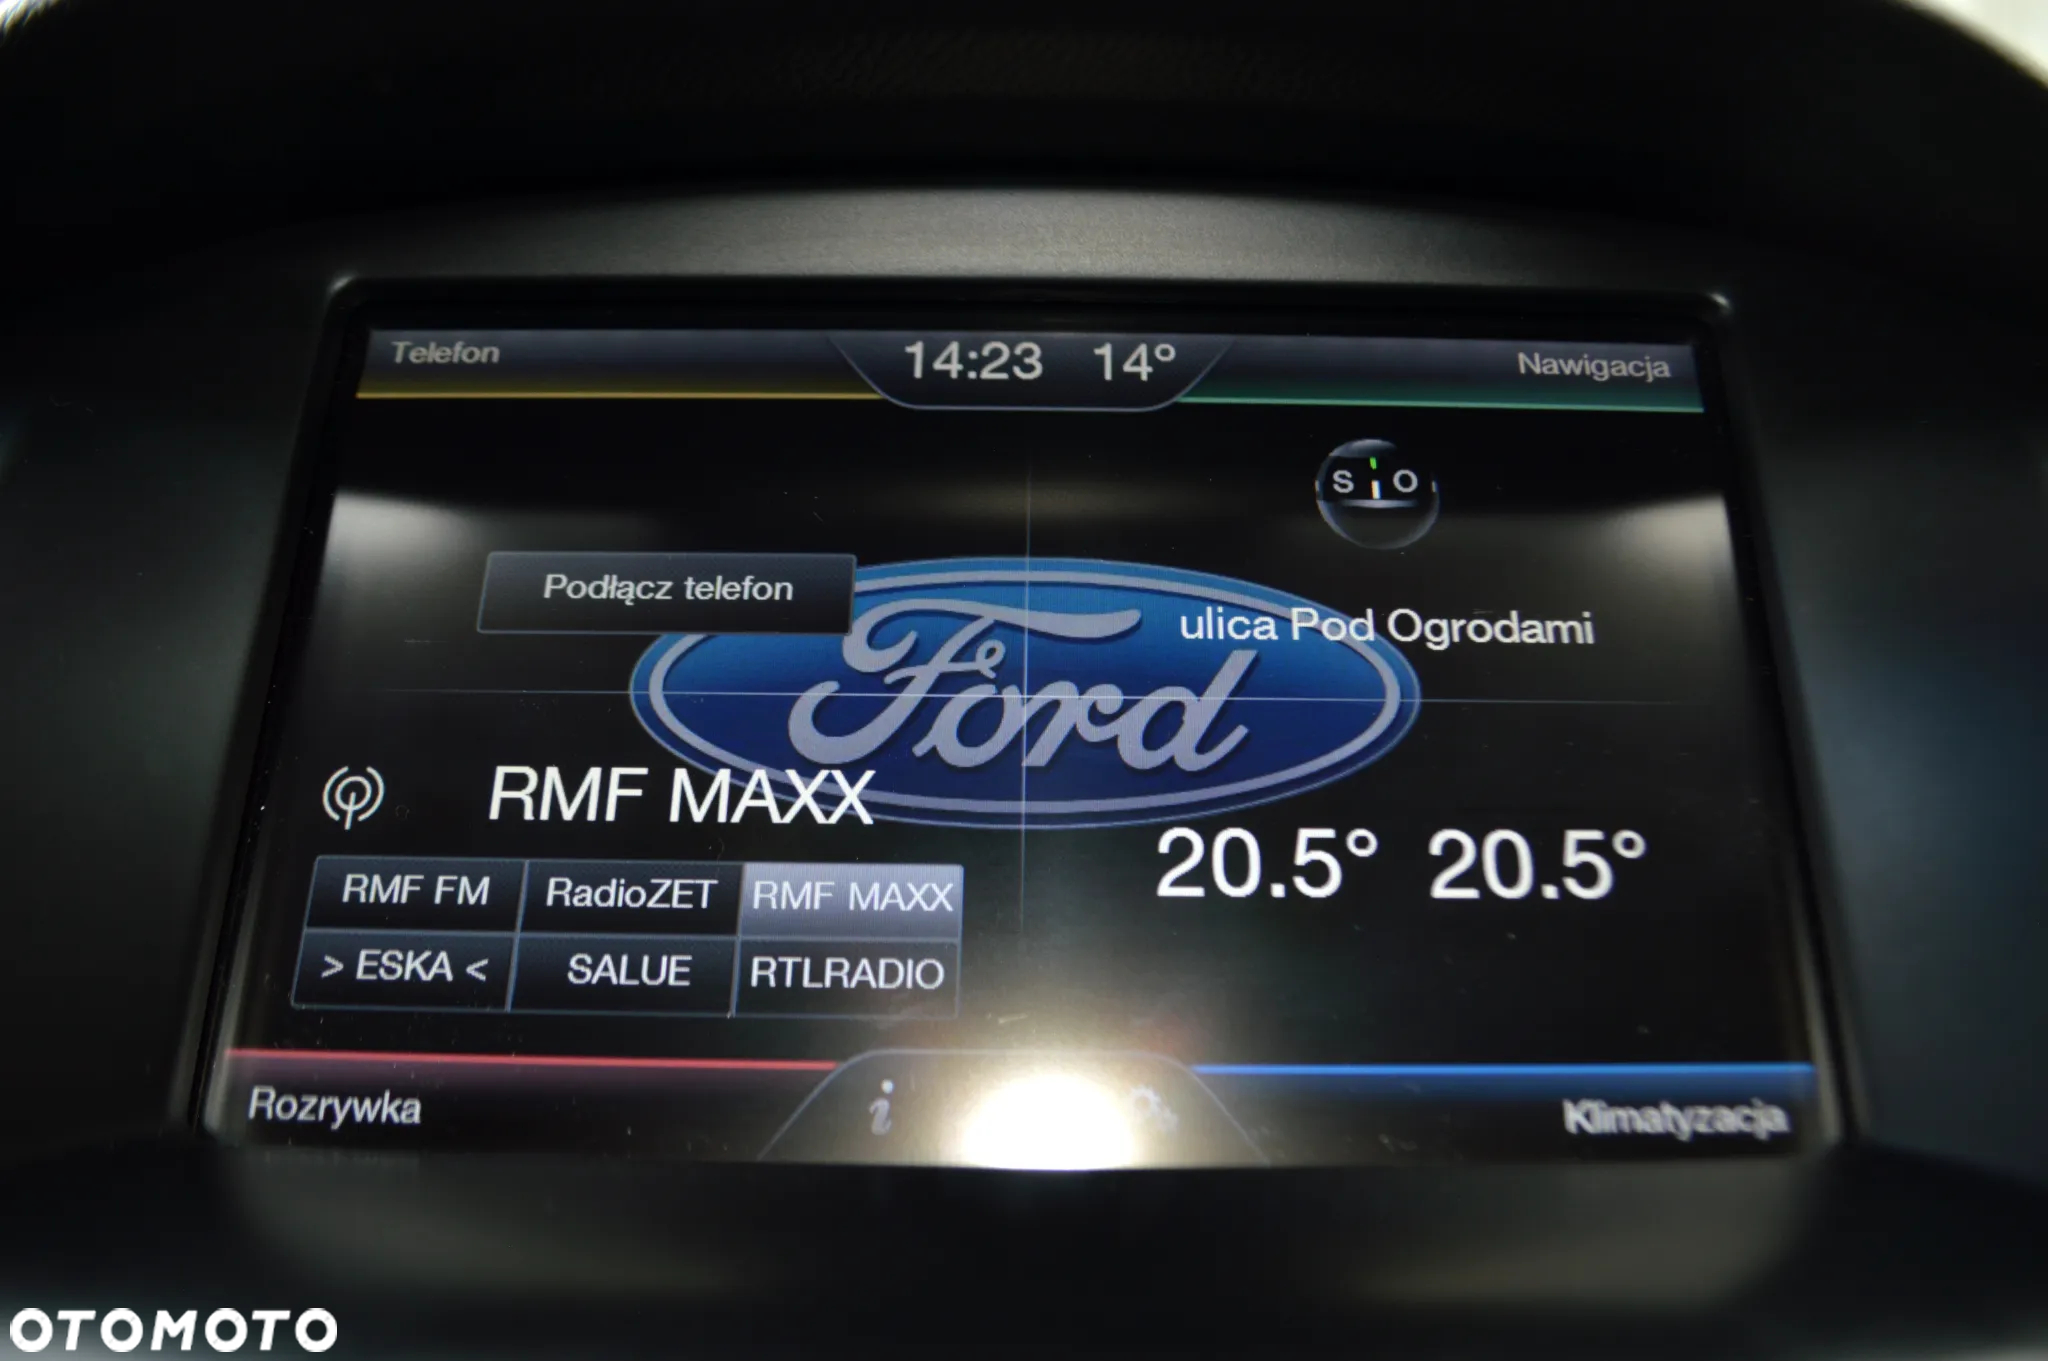 Telefon
14:23 14°
Nawigacja
S O
Podłącz telefon
Ford
ulica Pod Ogrodami
RMF MAXX
20.5° 20.5°
RMF FM RadioZET RMF MAXX
> ESKA < SALUE RTLRADIO
Rozrywka
i
Klimatyzacja
OTOMOTO